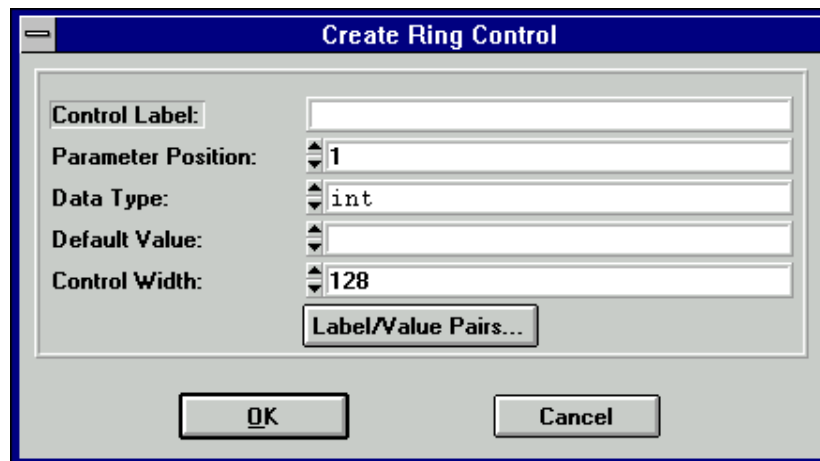 Create Ring Control
Control Label:
Parameter Position: 1
Data Type: int
Default Value:
Control Width: 128
Label/Value Pairs...
OK Cancel